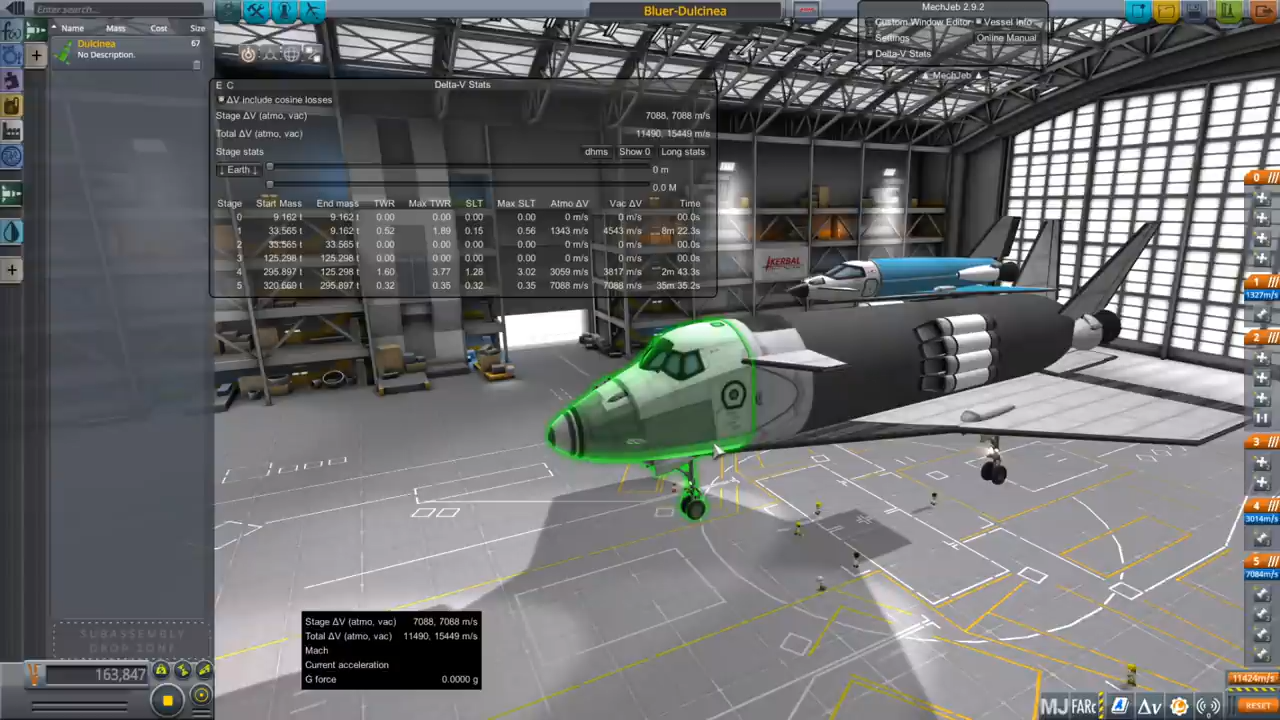 Enter search...
Bluer-Dulcinea
MechJeb 2.9.2
Custom Window Editor
Vessel Info
Settings
Online Manual
Delta-V Stats
▲ MechJeb ▲
Name Mass Cost Size
Dulcinea 67
No Description.
E C Delta-V Stats
ΔV include cosine losses
Stage ΔV (atmo, vac) 7088, 7088 m/s
Total ΔV (atmo, vac) 11490, 15449 m/s
Stage stats dhms Show 0 Long stats
↓ Earth ↓ 0 m
0.0 M
Stage Start Mass End mass TWR Max TWR SLT Max SLT Atmo ΔV Vac ΔV Time
0 9.162 t 9.162 t 0.00 0.00 0.00 0.00 0 m/s 0 m/s 00.0s
1 33.565 t 9.162 t 0.52 1.89 0.15 0.56 1343 m/s 4543 m/s 8m 22.3s
2 33.565 t 33.565 t 0.00 0.00 0.00 0.00 0 m/s 0 m/s 00.0s
3 125.298 t 125.298 t 0.00 0.00 0.00 0.00 0 m/s 0 m/s 00.0s
4 295.897 t 125.298 t 1.60 3.77 1.28 3.02 3059 m/s 3817 m/s 2m 43.3s
5 320.669 t 295.897 t 0.32 0.35 0.32 0.35 7088 m/s 7088 m/s 35m 35.2s
KERBAL
0
1
1327m/s
2
3
4
3014m/s
5
7084m/s
Stage ΔV (atmo, vac) 7088, 7088 m/s
Total ΔV (atmo, vac) 11490, 15449 m/s
Mach
Current acceleration
G force 0.0000 g
SUBASSEMBLY
DROP ZONE
163,847
11424m/s
MJ FARc Δv
RESET